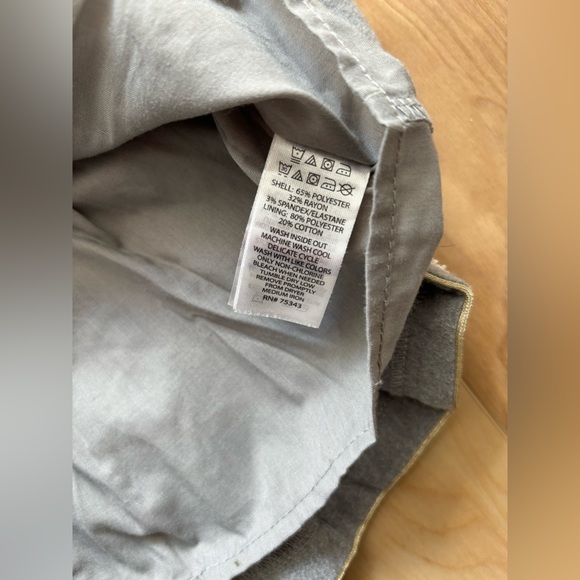 SHELL: 65% POLYESTER
32% RAYON
3% SPANDEX/ELASTANE
LINING: 80% POLYESTER
20% COTTON
WASH INSIDE OUT
MACHINE WASH COOL
DELICATE CYCLE
WASH WITH LIKE COLORS
ONLY NON-CHLORINE
BLEACH WHEN NEEDED
TUMBLE DRY LOW
REMOVE PROMPTLY
FROM DRYER
MEDIUM IRON
RN# 75343